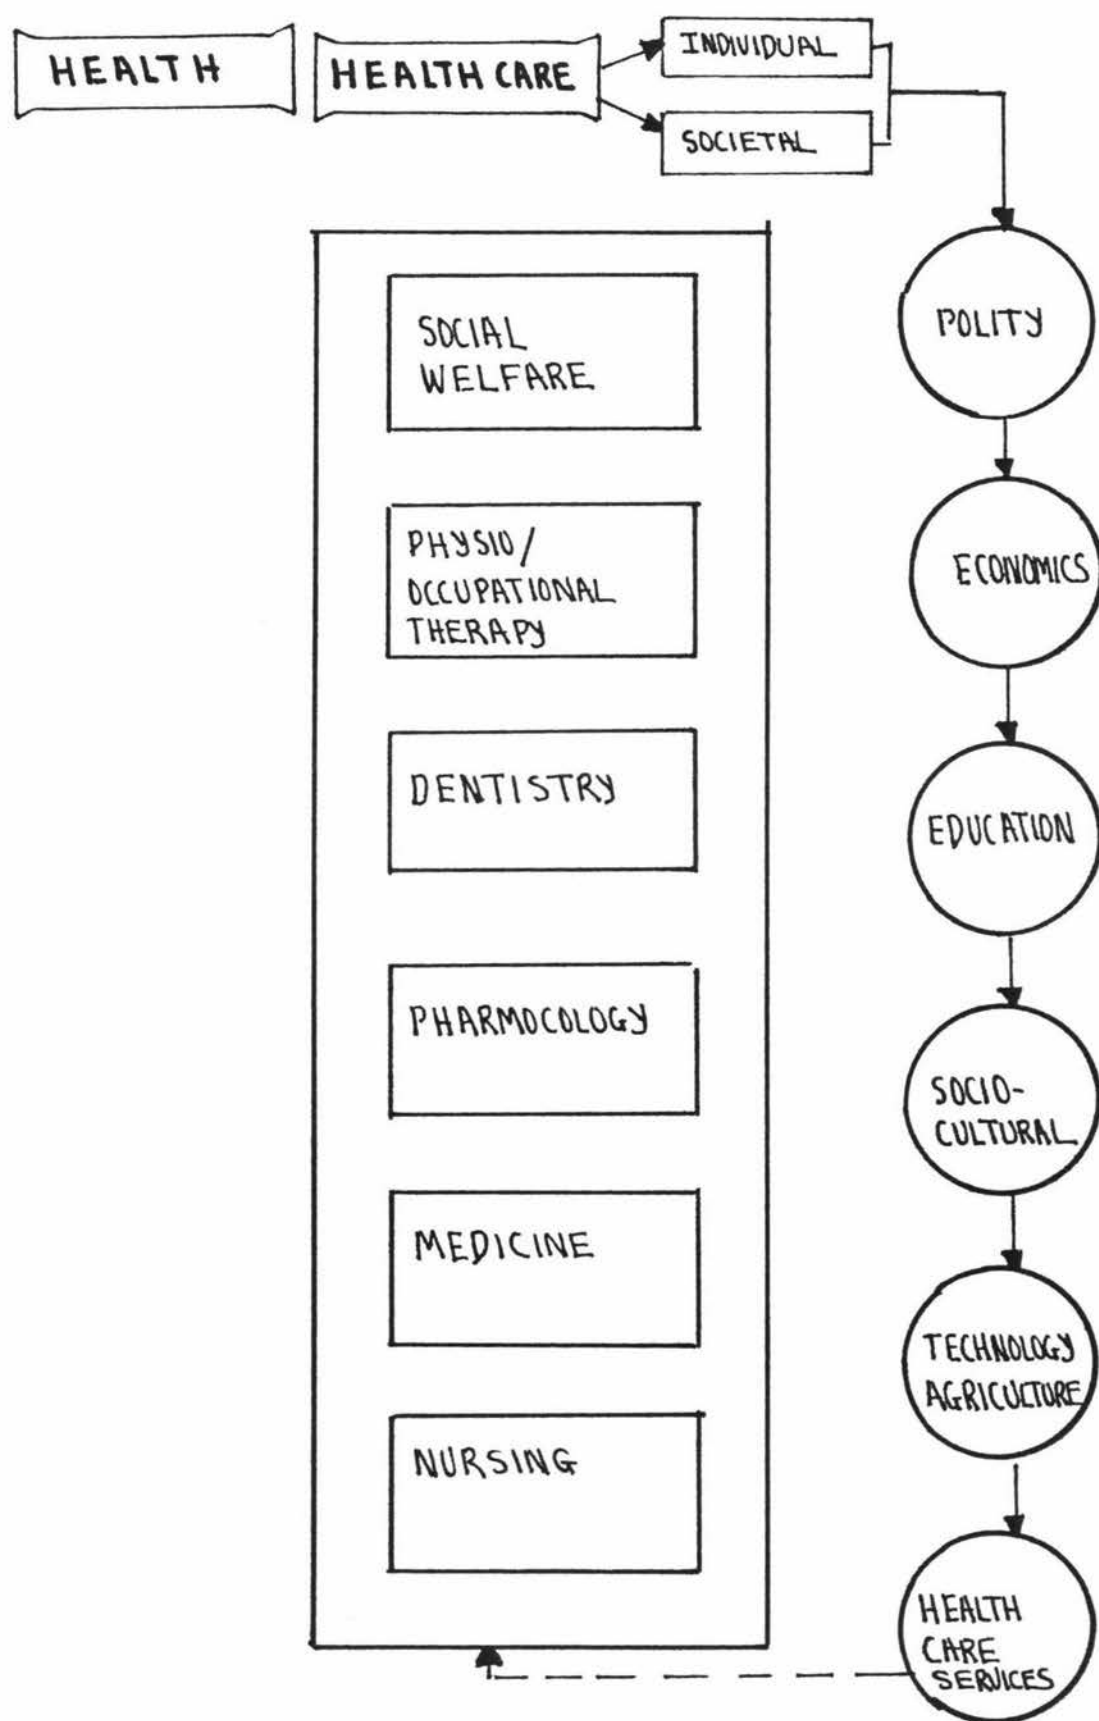 HEALTH
HEALTH CARE
INDIVIDUAL
SOCIETAL
POLITY
ECONOMICS
EDUCATION
SOCIO-
CULTURAL
TECHNOLOGY
AGRICULTURE
HEALTH
CARE
SERVICES
SOCIAL
WELFARE
PHYSIO/
OCCUPATIONAL
THERAPY
DENTISTRY
PHARMOCOLOGY
MEDICINE
NURSING